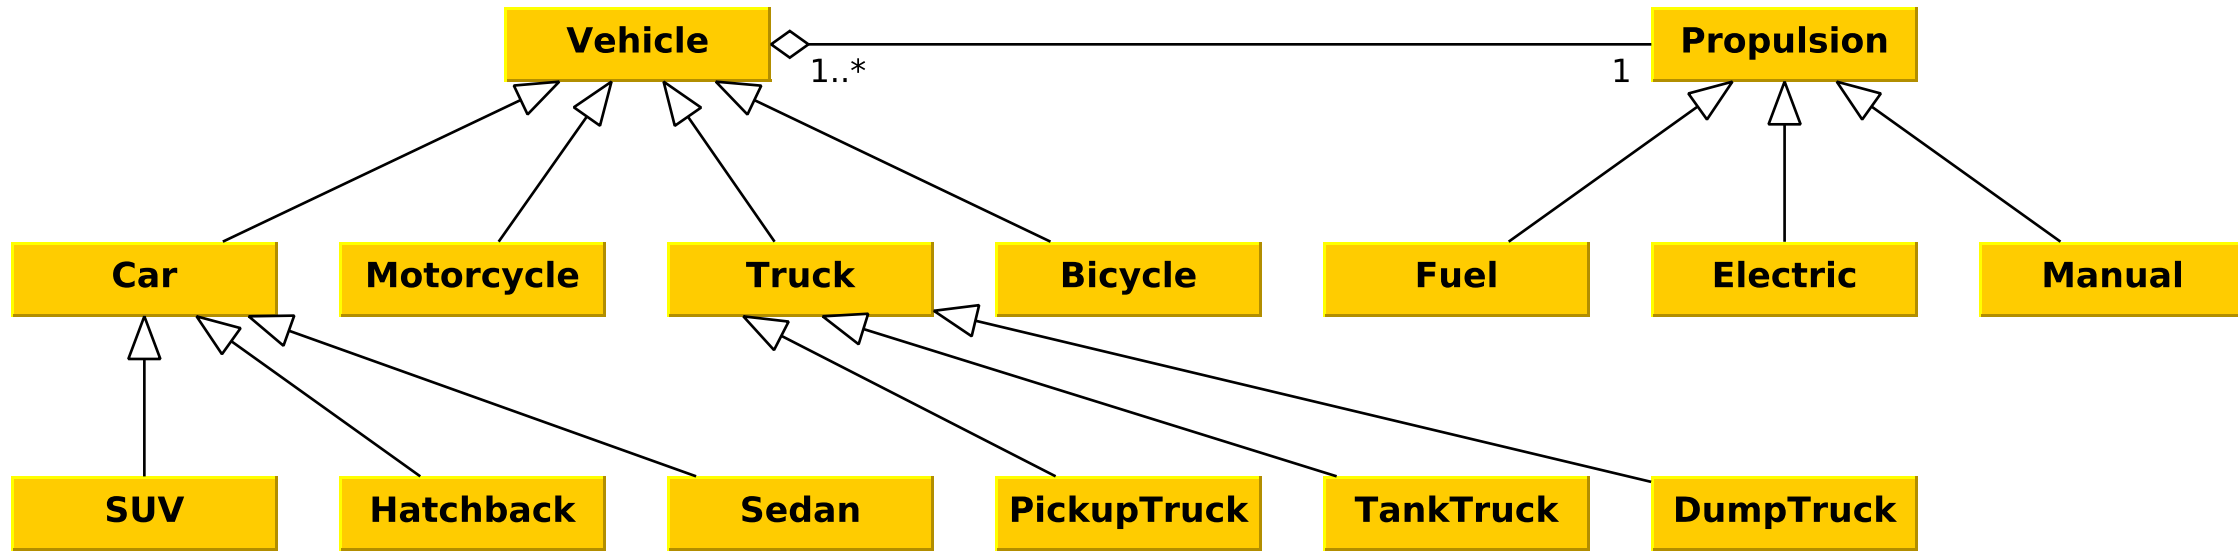 Vehicle
1..*
1
Propulsion
Car
Motorcycle
Truck
Bicycle
Fuel
Electric
Manual
SUV
Hatchback
Sedan
PickupTruck
TankTruck
DumpTruck